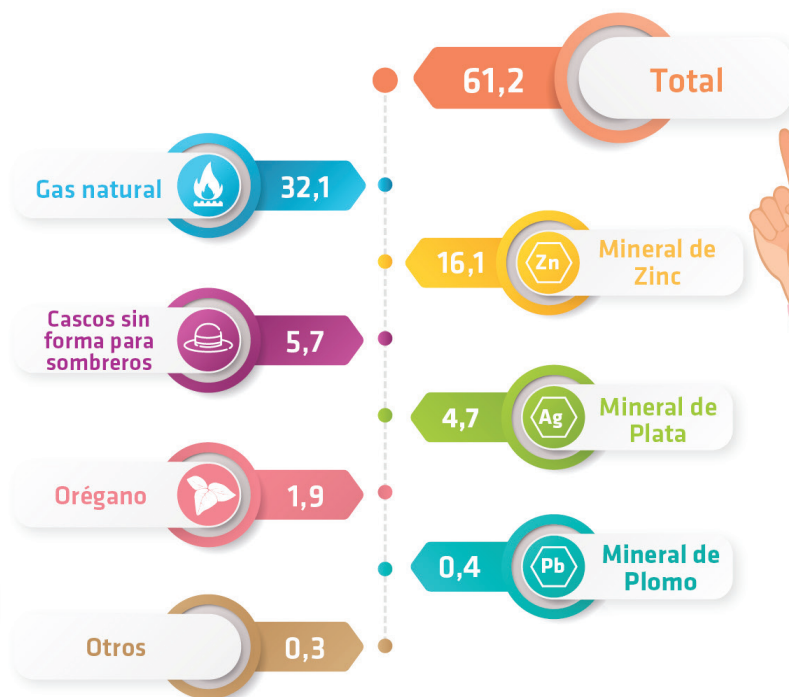 61,2
Total
Gas natural
32,1
16,1
Zn
Mineral de
Zinc
Cascos sin
forma para
sombreros
5,7
4,7
Ag
Mineral de
Plata
Orégano
1,9
0,4
Pb
Mineral de
Plomo
Otros
0,3